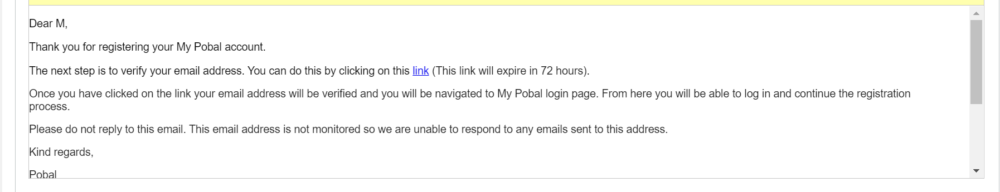 Dear M,
Thank you for registering your My Pobal account.
The next step is to verify your email address. You can do this by clicking on this link (This link will expire in 72 hours).
Once you have clicked on the link your email address will be verified and you will be navigated to My Pobal login page. From here you will be able to log in and continue the registration
process.
Please do not reply to this email. This email address is not monitored so we are unable to respond to any emails sent to this address.
Kind regards,
Pobal